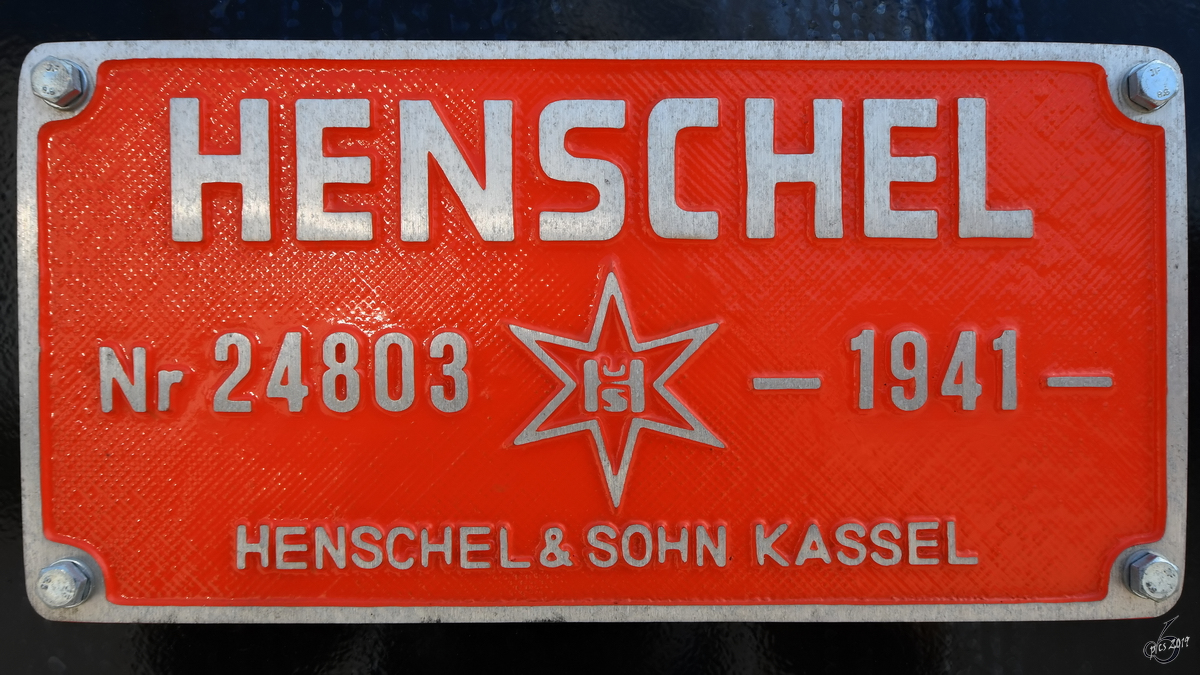 HENSCHEL
Nr 24803 — 1941 —
HENSCHEL & SOHN KASSEL